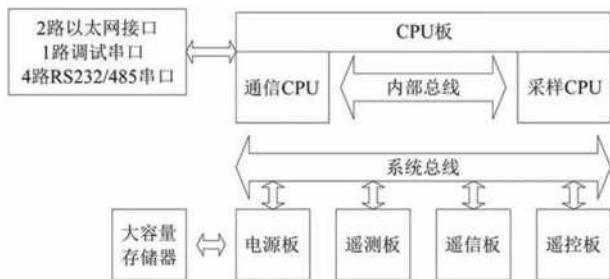 2路以太网接口
1路调试串口
4路RS232/485串口
CPU板
通信CPU
内部总线
采样CPU
系统总线
大容量
存储器
电源板
遥测板
遥信板
遥控板